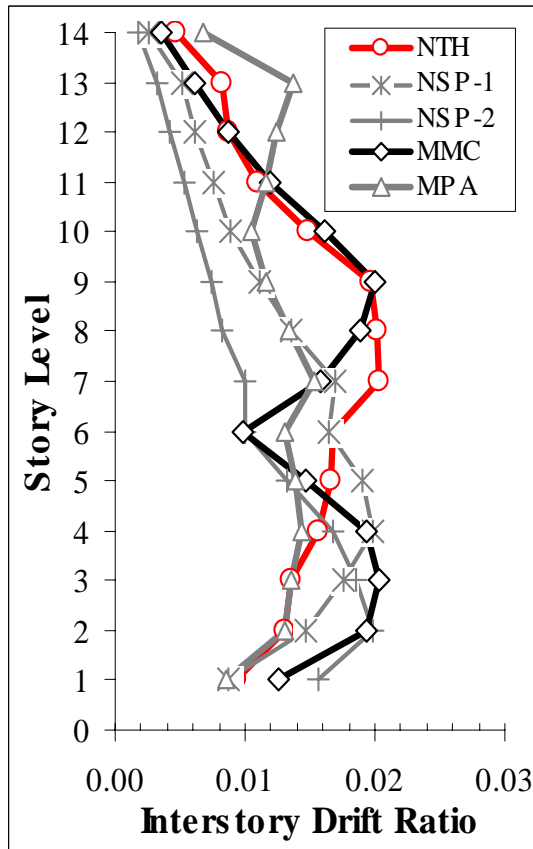 14
13
12
11
10
9
8
7
6
5
4
3
2
1
0
Story Level
NTH
NSP-1
NSP-2
MMC
MPA
0.00 0.01 0.02 0.03
Interstory Drift Ratio